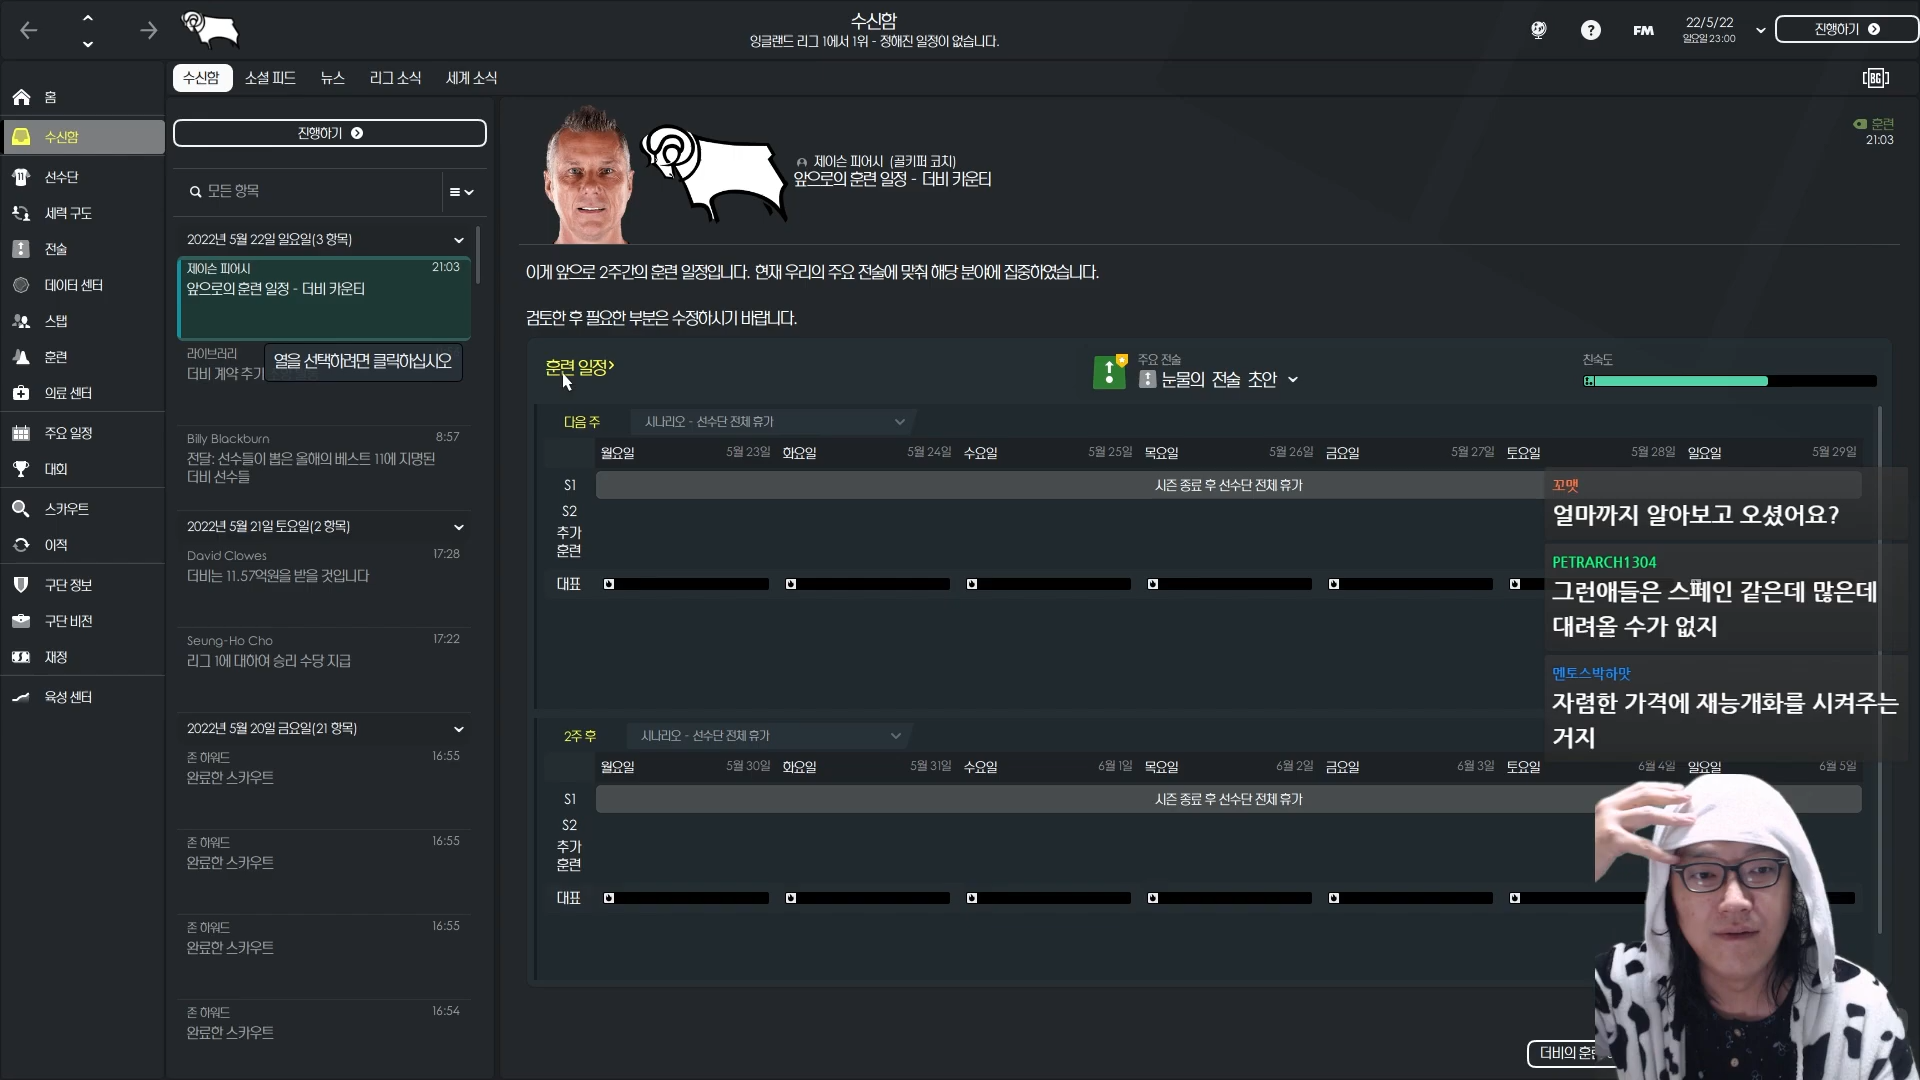 수신함
잉글랜드 리그 1에서 1위 - 정해진 일정이 없습니다.
FM
22/5/22
일요일 23:00
진행하기
수신함
소셜 피드
뉴스
리그 소식
세계 소식
BG
홈
수신함
선수단
세력 구도
전술
데이터 센터
스탭
훈련
의료 센터
주요 일정
대회
스카우트
이적
구단 정보
구단 비전
재정
육성 센터
진행하기
모든 항목
2022년 5월 22일 일요일(3 항목)
제이슨 피어시
21:03
앞으로의 훈련 일정 - 더비 카운티
라이브러리
더비 계약 추가
열을 선택하려면 클릭하십시오
Billy Blackburn
8:57
전달: 선수들이 뽑은 올해의 베스트 11에 지명된
더비 선수들
2022년 5월 21일 토요일(2 항목)
David Clowes
17:28
더비는 11.57억원을 받을 것입니다
Seung-Ho Cho
17:22
리그 1에 대하여 승리 수당 지급
2022년 5월 20일 금요일(21 항목)
존 하워드
16:55
완료한 스카우트
존 하워드
16:55
완료한 스카우트
존 하워드
16:55
완료한 스카우트
존 하워드
16:54
완료한 스카우트
제이슨 피어시 (골키퍼 코치)
앞으로의 훈련 일정 - 더비 카운티
훈련
21:03
이게 앞으로 2주간의 훈련 일정입니다. 현재 우리의 주요 전술에 맞춰 해당 분야에 집중하였습니다.
검토한 후 필요한 부분은 수정하시기 바랍니다.
훈련 일정>
주요 전술
눈물의 전술 초안
친숙도
다음 주
시나리오 - 선수단 전체 휴가
월요일 5월 23일 화요일 5월 24일 수요일 5월 25일 목요일 5월 26일 금요일 5월 27일 토요일 5월 28일 일요일 5월 29일
S1
시즌 종료 후 선수단 전체 휴가
S2
추가
훈련
대표
꼬맷
얼마까지 알아보고 오셨어요?
PETRARCH1304
그런애들은 스페인 같은데 많은데
대려올 수가 없지
멘토스박하맛
자렴한 가격에 재능개화를 시켜주는
거지
2주 후
시나리오 - 선수단 전체 휴가
월요일 5월 30일 화요일 5월 31일 수요일 6월 1일 목요일 6월 2일 금요일 6월 3일 토요일 6월 4일 일요일 6월 5일
S1
시즌 종료 후 선수단 전체 휴가
S2
추가
훈련
대표
더비의 훈련